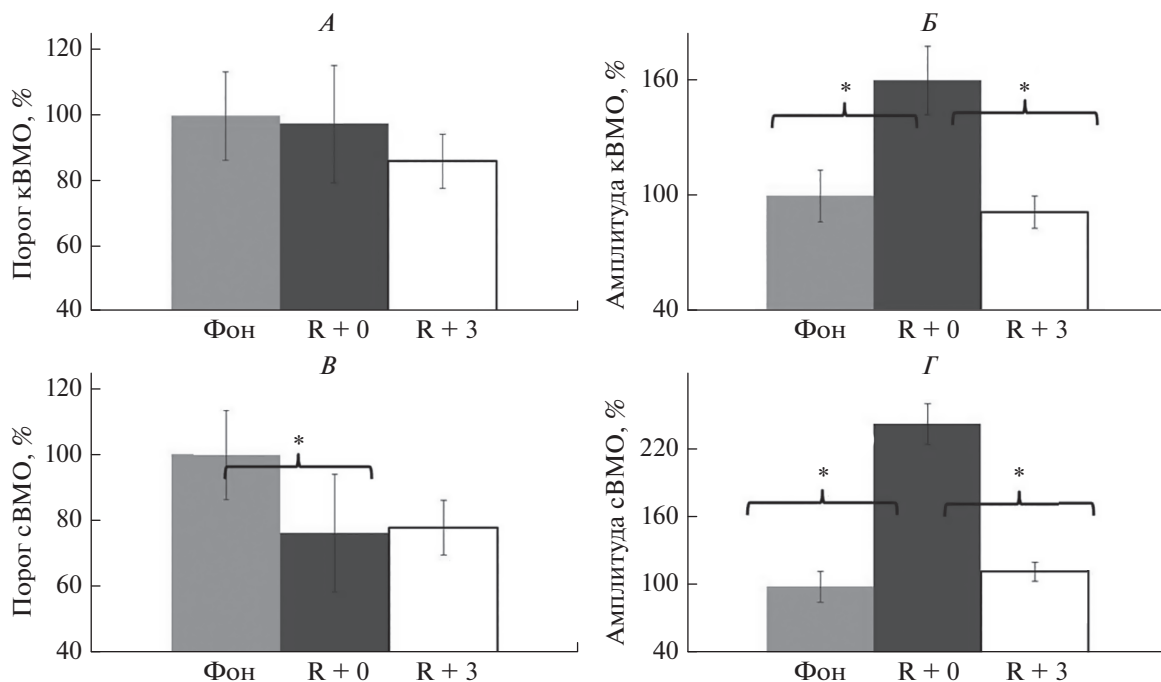 А
Порог кВМО, %
120
100
80
60
40
Фон R + 0 R + 3
Б
Амплитуда кВМО, %
160
100
40
*
*
Фон R + 0 R + 3
В
Порог сВМО, %
120
100
80
60
40
*
Фон R + 0 R + 3
Г
Амплитуда сВМО, %
220
160
100
40
*
*
Фон R + 0 R + 3